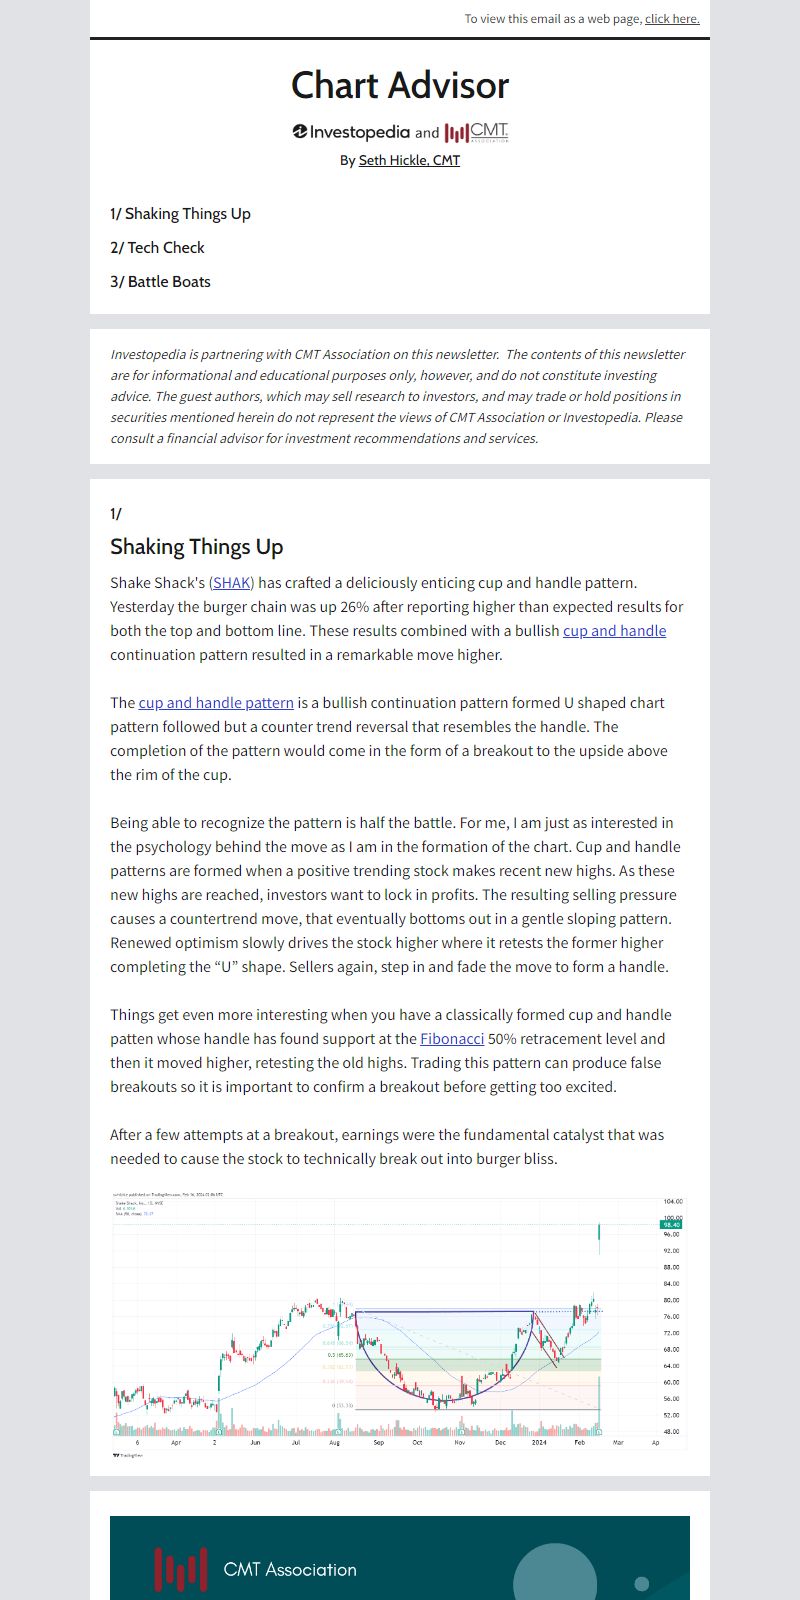 To view this email as a web page, click here.
Chart Advisor
Investopedia and CMT
ASSOCIATION
By Seth Hickle, CMT
1/ Shaking Things Up
2/ Tech Check
3/ Battle Boats
Investopedia is partnering with CMT Association on this newsletter.  The contents of this newsletter
are for informational and educational purposes only, however, and do not constitute investing
advice. The guest authors, which may sell research to investors, and may trade or hold positions in
securities mentioned herein do not represent the views of CMT Association or Investopedia. Please
consult a financial advisor for investment recommendations and services.
1/
Shaking Things Up
Shake Shack's (SHAK) has crafted a deliciously enticing cup and handle pattern.
Yesterday the burger chain was up 26% after reporting higher than expected results for
both the top and bottom line. These results combined with a bullish cup and handle
continuation pattern resulted in a remarkable move higher.
The cup and handle pattern is a bullish continuation pattern formed U shaped chart
pattern followed but a counter trend reversal that resembles the handle. The
completion of the pattern would come in the form of a breakout to the upside above
the rim of the cup.
Being able to recognize the pattern is half the battle. For me, I am just as interested in
the psychology behind the move as I am in the formation of the chart. Cup and handle
patterns are formed when a positive trending stock makes recent new highs. As these
new highs are reached, investors want to lock in profits. The resulting selling pressure
causes a countertrend move, that eventually bottoms out in a gentle sloping pattern.
Renewed optimism slowly drives the stock higher where it retests the former higher
completing the “U” shape. Sellers again, step in and fade the move to form a handle.
Things get even more interesting when you have a classically formed cup and handle
patten whose handle has found support at the Fibonacci 50% retracement level and
then it moved higher, retesting the old highs. Trading this pattern can produce false
breakouts so it is important to confirm a breakout before getting too excited.
After a few attempts at a breakout, earnings were the fundamental catalyst that was
needed to cause the stock to technically break out into burger bliss.
104.00
100.00
98.40
96.00
92.00
88.00
84.00
80.00
76.00
72.00
68.00
0.5 (65.63)
64.00
60.00
56.00
52.00
48.00
6 Apr 2 Jun Jul Aug Sep Oct Nov Dec 2024 Feb Mar Ap
TradingView
CMT Association